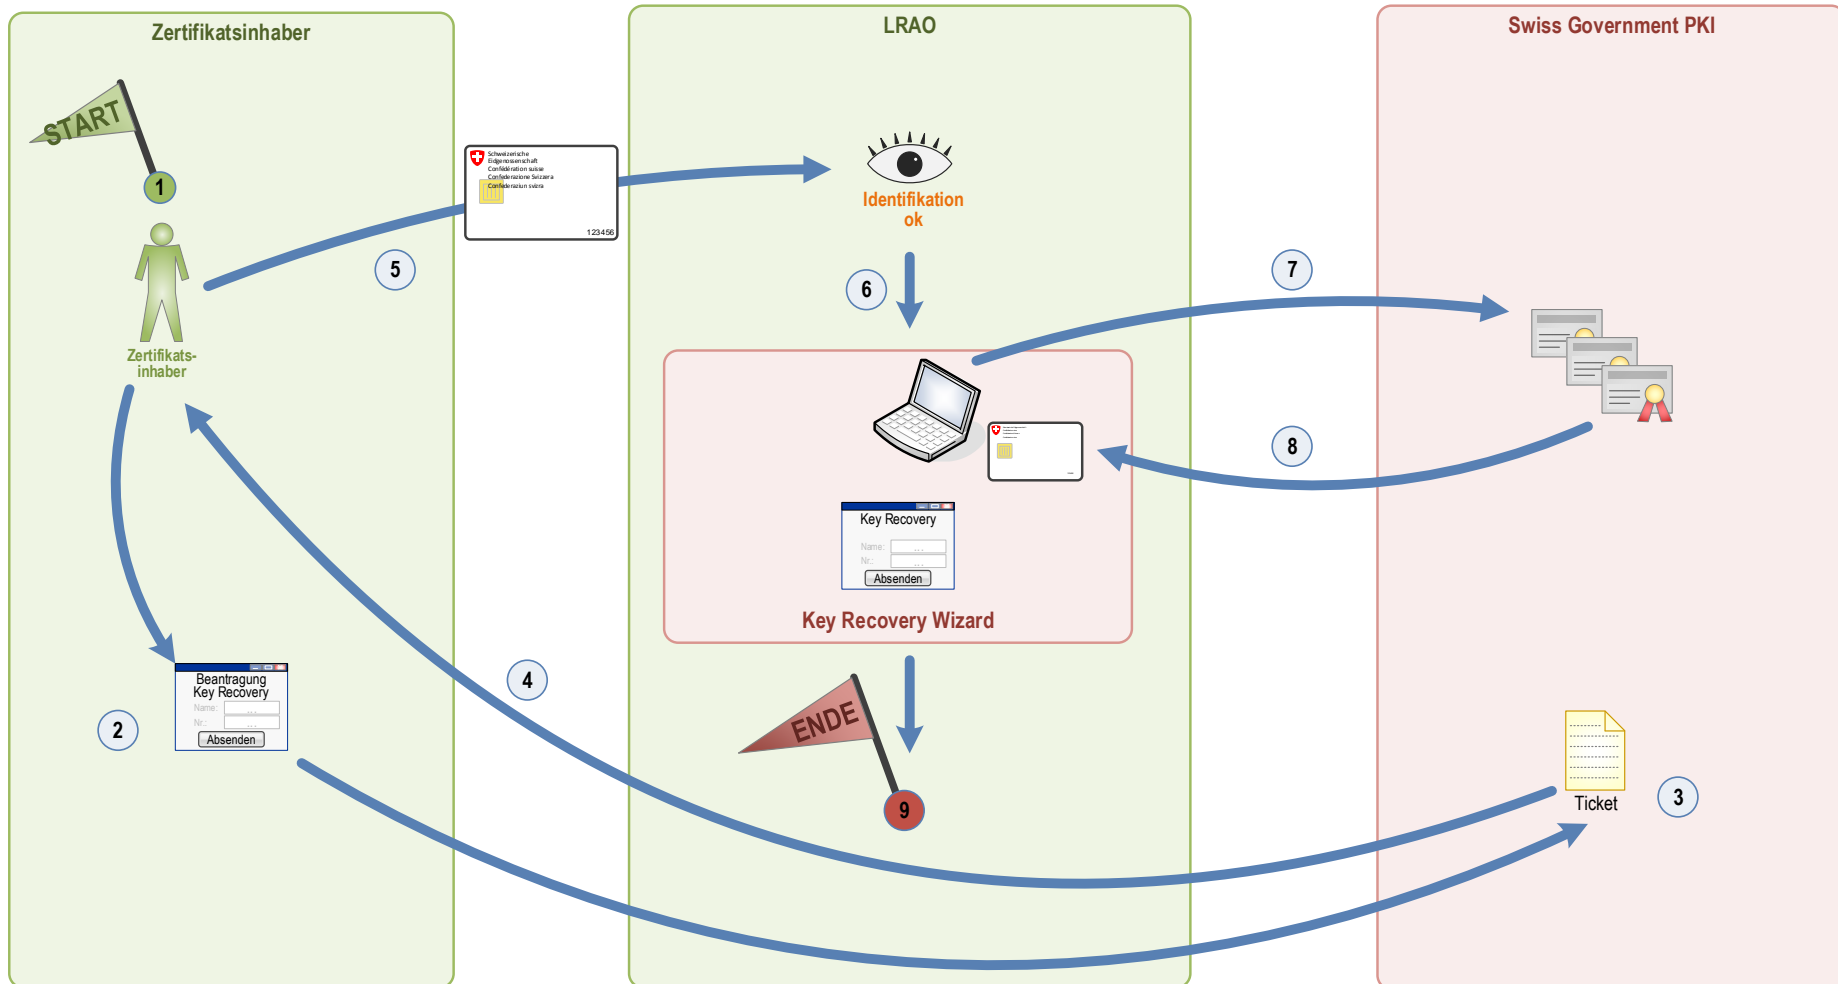 Zertifikatsinhaber
LRAO
Swiss Government PKI
START
1
Schweizerische
Eidgenossenschaft
Confédération suisse
Confederazione Svizzera
Confederaziun svizra
123456
Identifikation
ok
5
6
7
Zertifikats-
inhaber
8
Key Recovery
Name: ...
Nr.: ...
Absenden
Key Recovery Wizard
4
Beantragung
Key Recovery
Name: ...
Nr.: ...
Absenden
2
ENDE
9
Ticket
3